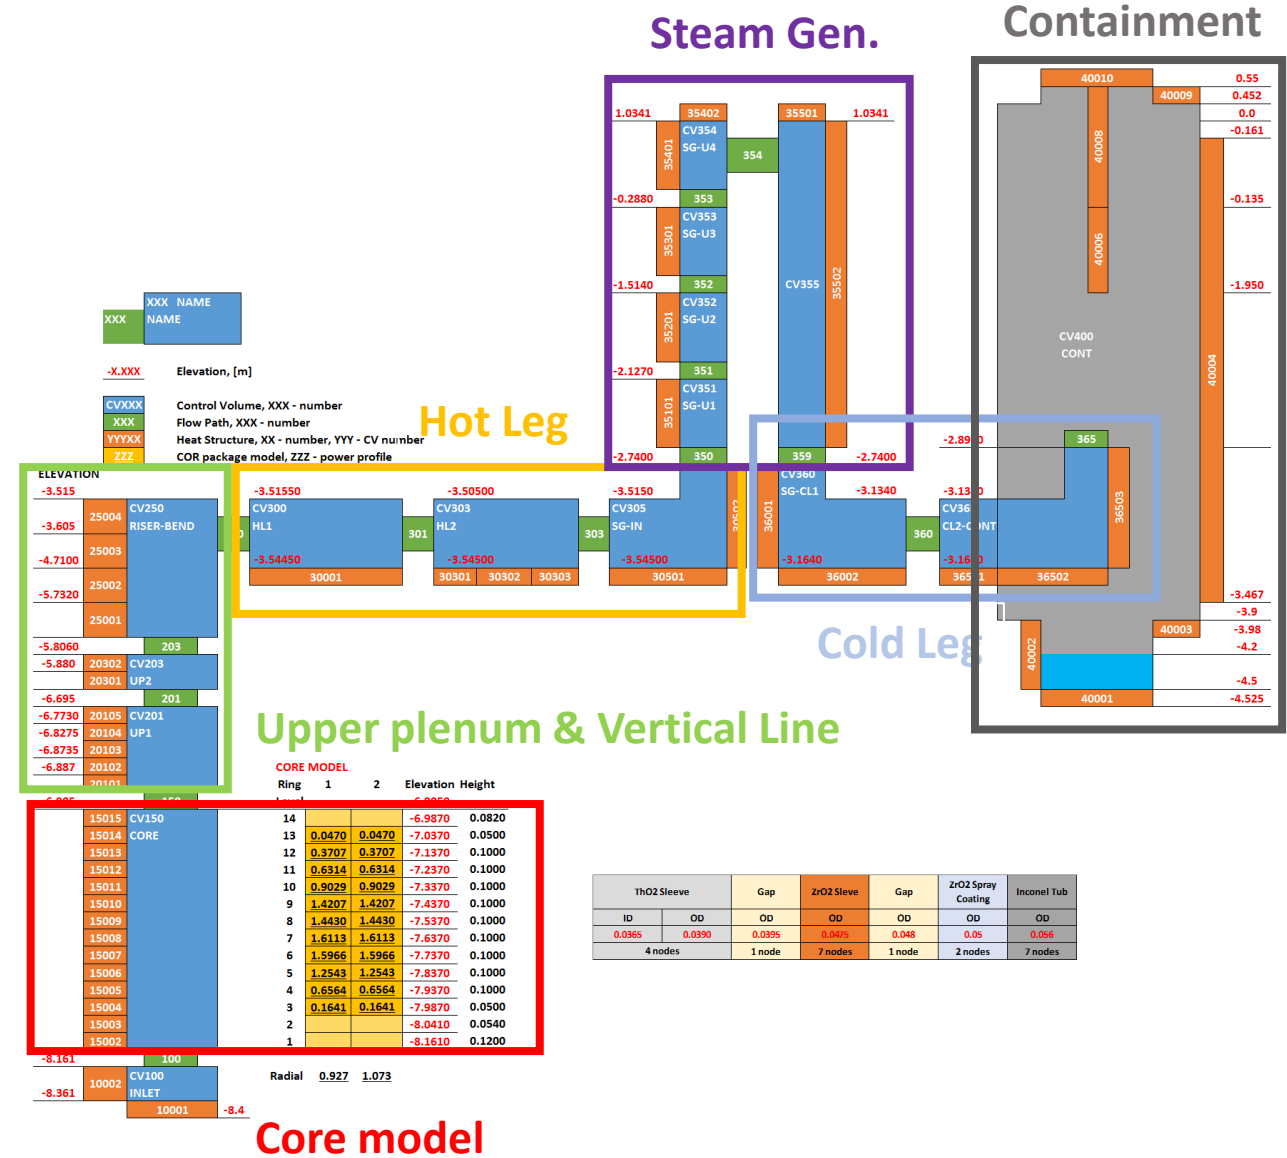 Steam Gen.
Containment
1.0341
35402
35501
1.0341
CV354
SG-U4
35401
354
-0.2880
353
CV353
SG-U3
35301
-1.5140
352
CV352
SG-U2
35201
CV355
35502
-2.1270
351
CV351
SG-U1
35101
-2.7400
350
359
-2.7400
40010
0.55
40009
0.452
0.0
-0.161
40008
-0.135
40006
-1.950
CV400
CONT
40004
-3.467
-3.9
40003
-3.98
40002
-4.2
-4.5
40001
-4.525
XXX NAME
XXX NAME
-X.XXX Elevation, [m]
CVXXX Control Volume, XXX - number
XXX Flow Path, XXX - number
YYYXX Heat Structure, XX - number, YYY - CV number
ZZZ COR package model, ZZZ - power profile
Hot Leg
-3.51550
CV300
HL1
-3.54450
30001
301
-3.50500
CV303
HL2
-3.54500
30301 30302 30303
303
-3.5150
CV305
SG-IN
-3.54500
30501
30502
CV360
SG-CL1
-3.1340
36001
-3.1640
36002
360
365
CL2-CONT
36502
36503
Cold Leg
ELEVATION
-3.515
25004
CV250
RISER-BEND
-3.605
25003
-4.7100
25002
-5.7320
25001
-5.8060
203
-5.880
20302
CV203
20301
UP2
-6.695
201
-6.7730
20105
CV201
-6.8275
20104
UP1
-6.8735
20103
-6.887
20102
20101
Upper plenum & Vertical Line
CORE MODEL
Ring 1 2 Elevation Height
15015 CV150
15014 CORE
15013
15012
15011
15010
15009
15008
15007
15006
15005
15004
15003
15002
14 -6.9870 0.0820
13 0.0470 0.0470 -7.0370 0.0500
12 0.3707 0.3707 -7.1370 0.1000
11 0.6314 0.6314 -7.2370 0.1000
10 0.9029 0.9029 -7.3370 0.1000
9 1.4207 1.4207 -7.4370 0.1000
8 1.4430 1.4430 -7.5370 0.1000
7 1.6113 1.6113 -7.6370 0.1000
6 1.5966 1.5966 -7.7370 0.1000
5 1.2543 1.2543 -7.8370 0.1000
4 0.6564 0.6564 -7.9370 0.1000
3 0.1641 0.1641 -7.9870 0.0500
2 -8.0410 0.0540
1 -8.1610 0.1200
Radial 0.927 1.073
-8.161
100
10002
CV100
INLET
-8.361
10001
-8.4
Core model
ThO2 Sleeve Gap ZrO2 Sleve Gap ZrO2 Spray Coating Inconel Tub
ID OD OD OD OD OD OD
0.0365 0.0390 0.0395 0.0475 0.048 0.05 0.056
4 nodes 1 node 7 nodes 1 node 2 nodes 7 nodes